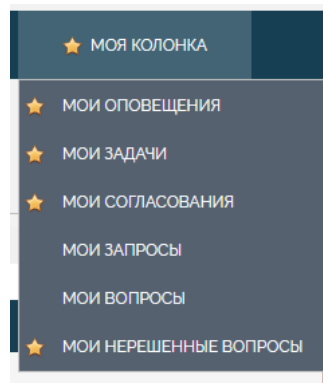 МОЯ КОЛОНКА
МОИ ОПОВЕЩЕНИЯ
МОИ ЗАДАЧИ
МОИ СОГЛАСОВАНИЯ
МОИ ЗАПРОСЫ
МОИ ВОПРОСЫ
МОИ НЕРЕШЕННЫЕ ВОПРОСЫ